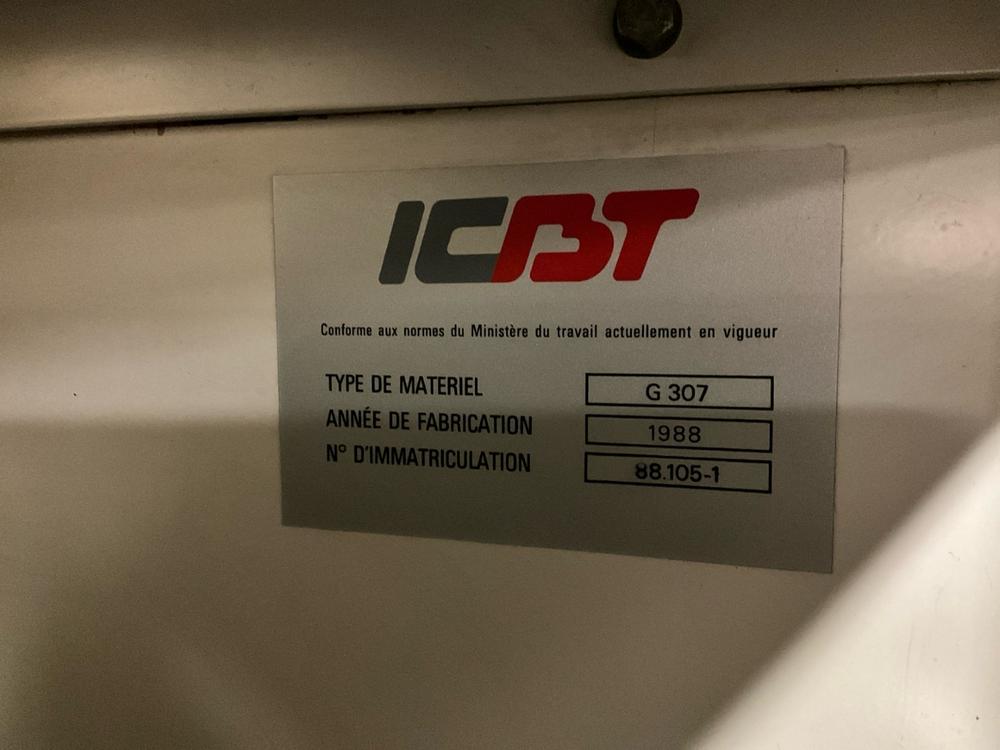 ICBT
Conforme aux normes du Ministère du travail actuellement en vigueur
TYPE DE MATERIEL G 307
ANNÉE DE FABRICATION 1988
N° D'IMMATRICULATION 88.105-1